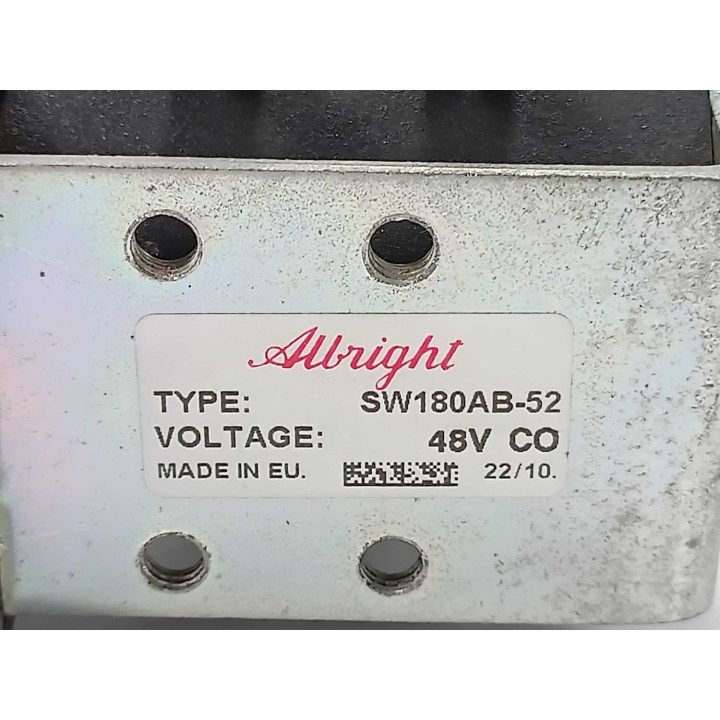 Albright
TYPE: SW180AB-52
VOLTAGE: 48V CO
MADE IN EU. 22/10.